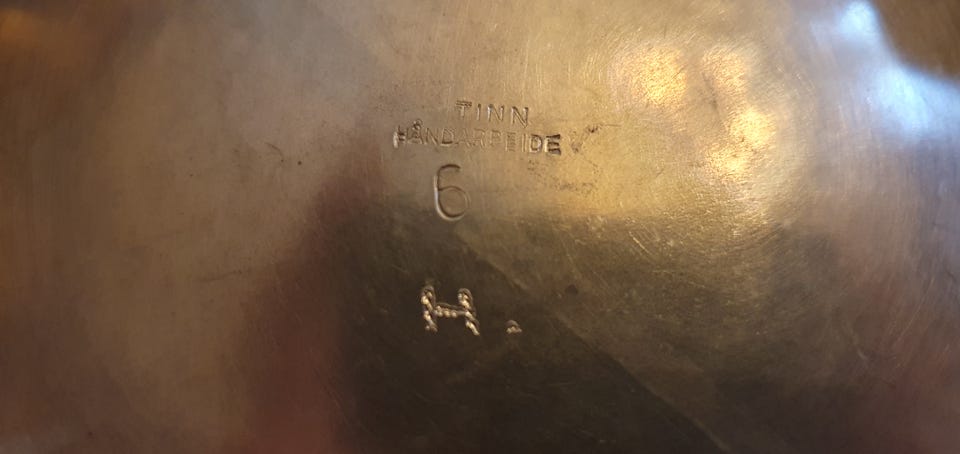 TINN
HÅNDARBEIDE
6
H.